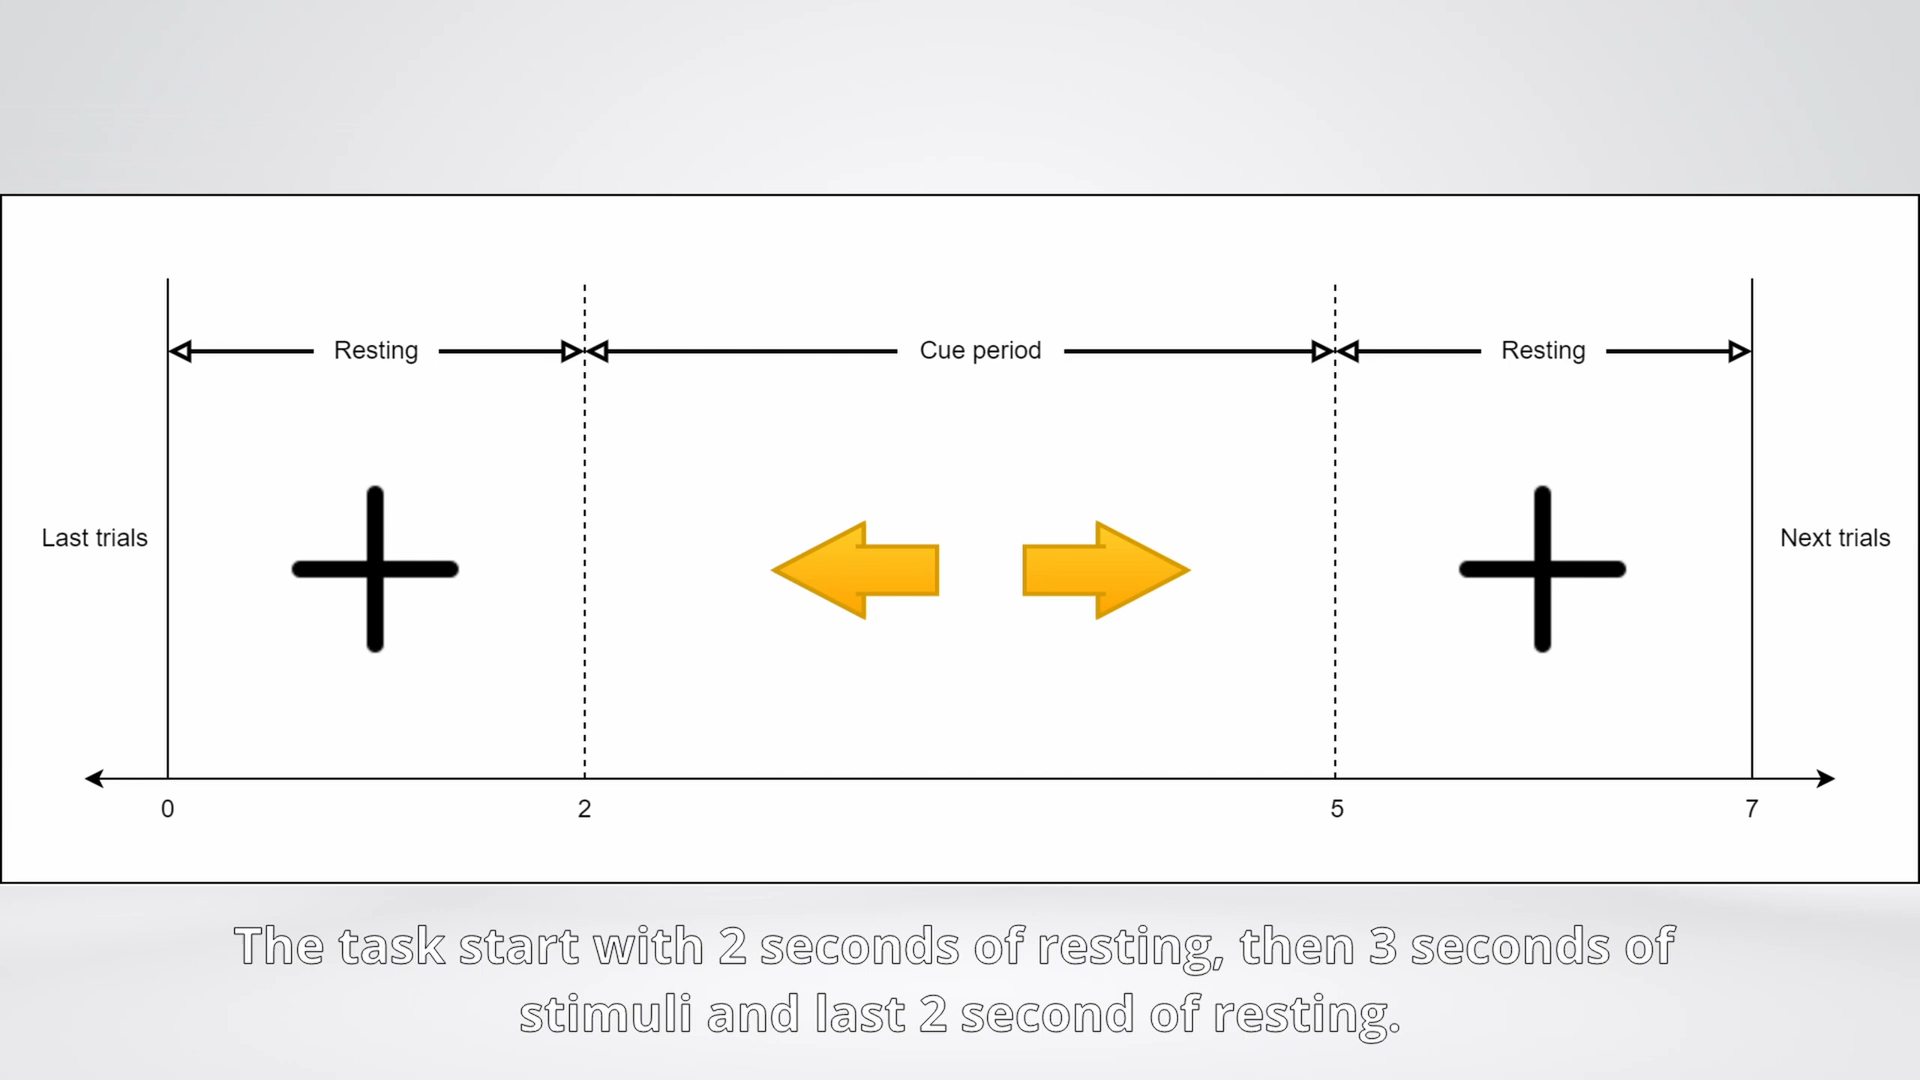 Resting
Cue period
Resting
Last trials
Next trials
0
2
5
7
The task start with 2 seconds of resting, then 3 seconds of
stimuli and last 2 second of resting.